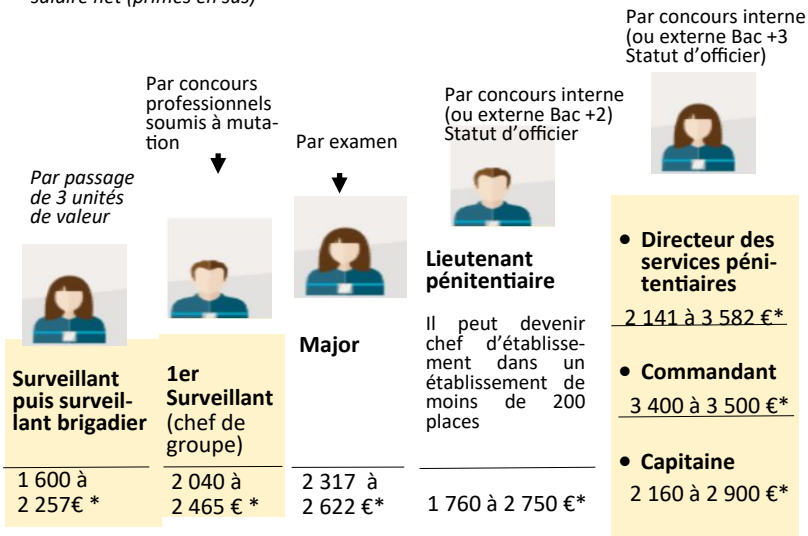 salaire net (primes en sus)
Par passage
de 3 unités
de valeur
Surveillant
puis surveil-
lant brigadier
1 600 à
2 257€ *
Par concours
professionnels
soumis à muta-
tion
1er
Surveillant
(chef de
groupe)
2 040 à
2 465 € *
Par examen
Major
2 317 à
2 622 €*
Par concours interne
(ou externe Bac +2)
Statut d’officier
Lieutenant
pénitentiaire
Il peut devenir
chef d’établisse-
ment dans un
établissement de
moins de 200
places
1 760 à 2 750 €*
Par concours interne
(ou externe Bac +3
Statut d’officier)
• Directeur des
services péni-
tentiaires
2 141 à 3 582 €*
• Commandant
3 400 à 3 500 €*
• Capitaine
2 160 à 2 900 €*